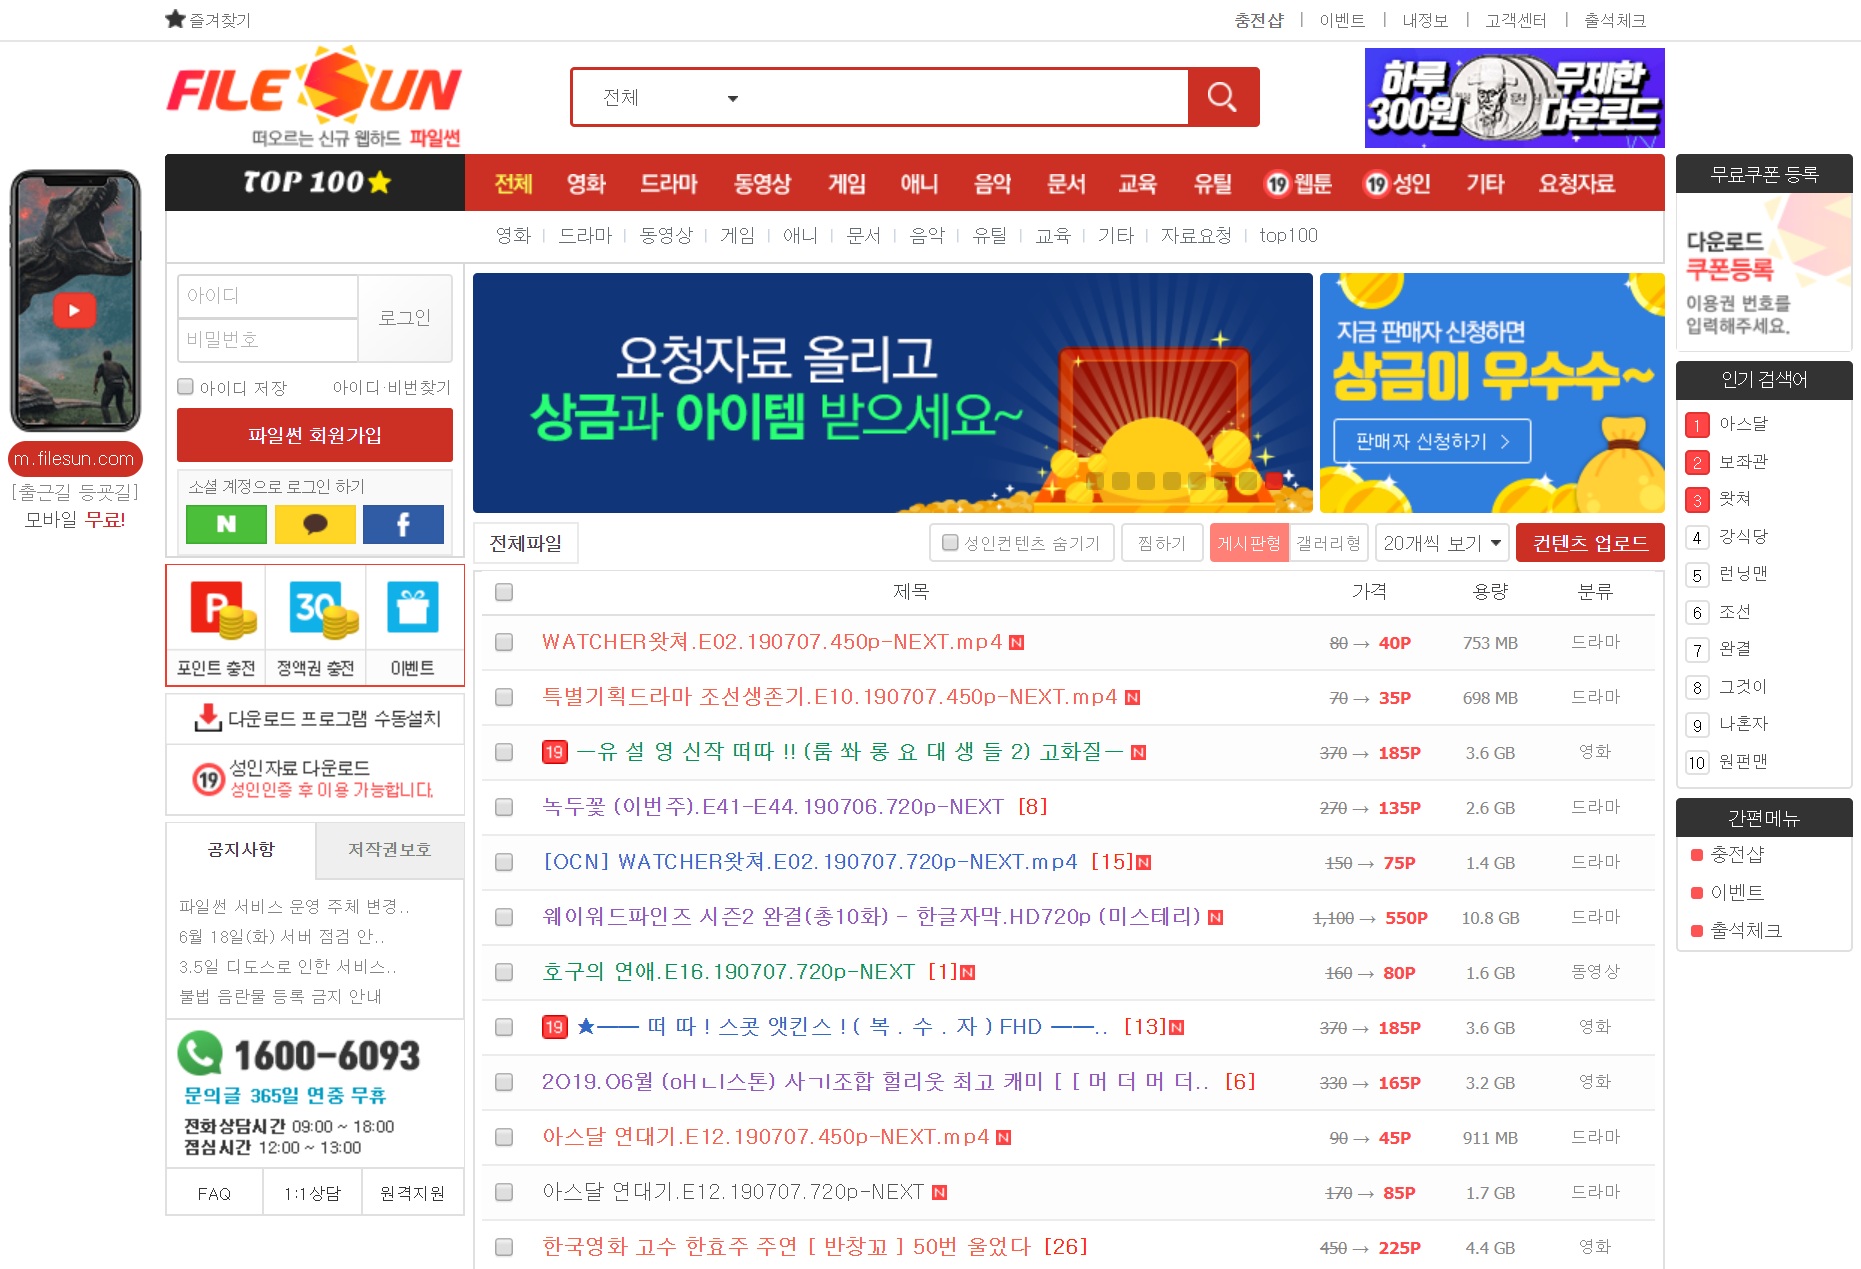 즐겨찾기
충전샵 | 이벤트 | 내정보 | 고객센터 | 출석체크
FILE SUN
떠오르는 신규 웹하드 파일썬
전체
하루 300원 무제한 다운로드
TOP 100
전체 영화 드라마 동영상 게임 애니 음악 문서 교육 유틸 19 웹툰 19 성인 기타 요청자료
영화 | 드라마 | 동영상 | 게임 | 애니 | 문서 | 음악 | 유틸 | 교육 | 기타 | 자료요청 | top100
m.filesun.com
[출근길 등굣길]
모바일 무료!
아이디
비밀번호
로그인
아이디 저장
아이디·비번찾기
파일썬 회원가입
소셜 계정으로 로그인 하기
N
f
P
30
포인트 충전
정액권 충전
이벤트
다운로드 프로그램 수동설치
19
성인자료 다운로드
성인인증 후 이용 가능합니다.
공지사항
저작권보호
파일썬 서비스 운영 주체 변경..
6월 18일(화) 서버 점검 안..
3.5일 디도스로 인한 서비스..
불법 음란물 등록 금지 안내
1600-6093
문의글 365일 연중 무휴
전화상담시간 09:00 ~ 18:00
점심시간 12:00 ~ 13:00
FAQ
1:1상담
원격지원
요청자료 올리고
상금과 아이템 받으세요~
지금 판매자 신청하면
상금이 우수수~
판매자 신청하기 >
전체파일
성인컨텐츠 숨기기
찜하기
게시판형
갤러리형
20개씩 보기
컨텐츠 업로드
제목 가격 용량 분류
WATCHER왓쳐.E02.190707.450p-NEXT.mp4 N 80 → 40P 753 MB 드라마
특별기획드라마 조선생존기.E10.190707.450p-NEXT.mp4 N 70 → 35P 698 MB 드라마
19 ㅡ유 설 영 신작 떠따 !! (룸 쏴 롱 요 대 생 들 2) 고화질ㅡ N 370 → 185P 3.6 GB 영화
녹두꽃 (이번주).E41-E44.190706.720p-NEXT [8] 270 → 135P 2.6 GB 드라마
[OCN] WATCHER왓쳐.E02.190707.720p-NEXT.mp4 [15] N 150 → 75P 1.4 GB 드라마
웨이워드파인즈 시즌2 완결(총10화) - 한글자막.HD720p (미스테리) N 1,100 → 550P 10.8 GB 드라마
호구의 연애.E16.190707.720p-NEXT [1] N 160 → 80P 1.6 GB 동영상
19 ★━━ 떠 따 ! 스콧 앳킨스 ! ( 복 . 수 . 자 ) FHD ━━.. [13] N 370 → 185P 3.6 GB 영화
2O19.O6월 (oHㄴI스톤) 사ㄱI조합 헐리웃 최고 캐미 [ [ 머 더 머 더.. [6] 330 → 165P 3.2 GB 영화
아스달 연대기.E12.190707.450p-NEXT.mp4 N 90 → 45P 911 MB 드라마
아스달 연대기.E12.190707.720p-NEXT N 170 → 85P 1.7 GB 드라마
한국영화 고수 한효주 주연 [ 반창꼬 ] 50번 울었다 [26] 450 → 225P 4.4 GB 영화
무료쿠폰 등록
다운로드
쿠폰등록
이용권 번호를
입력해주세요.
인기 검색어
1 아스달
2 보좌관
3 왓쳐
4 강식당
5 런닝맨
6 조선
7 완결
8 그것이
9 나혼자
10 원펀맨
간편메뉴
충전샵
이벤트
출석체크